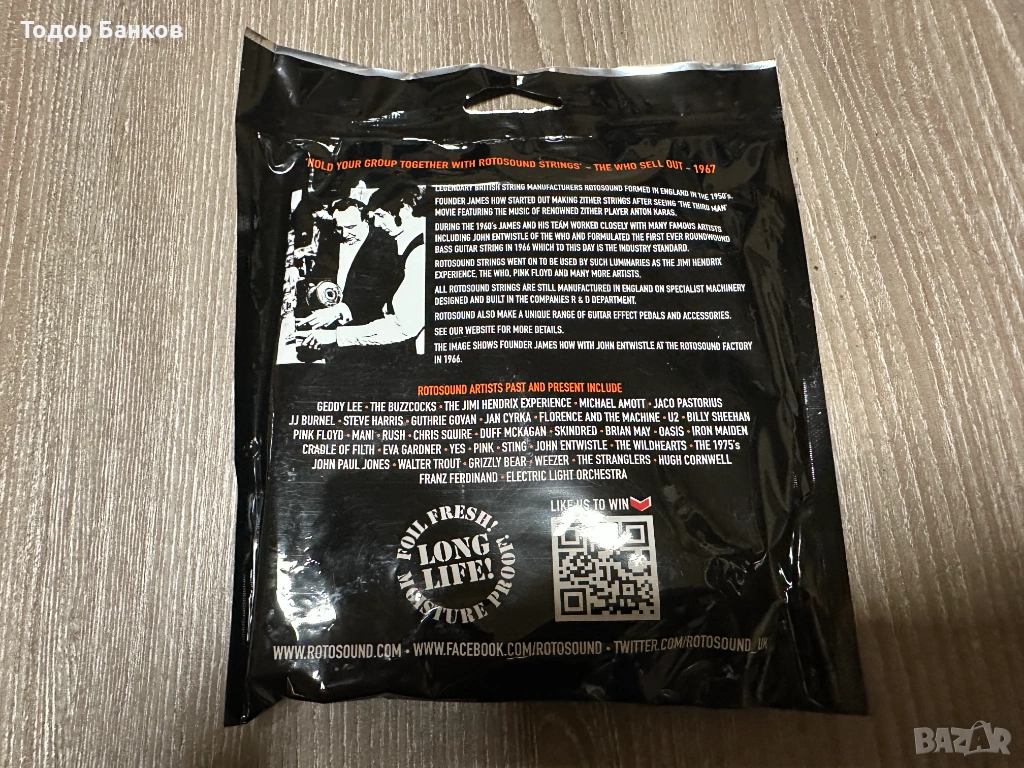 Тодор Банков
'HOLD YOUR GROUP TOGETHER WITH ROTOSOUND STRINGS' ~ THE WHO SELL OUT ~ 1967
LEGENDARY BRITISH STRING MANUFACTURERS ROTOSOUND FORMED IN ENGLAND IN THE 1950's.
FOUNDER JAMES HOW STARTED OUT MAKING ZITHER STRINGS AFTER SEEING 'THE THIRD MAN'
MOVIE FEATURING THE MUSIC OF RENOWNED ZITHER PLAYER ANTON KARAS.
DURING THE 1960's JAMES AND HIS TEAM WORKED CLOSELY WITH MANY FAMOUS ARTISTS
INCLUDING JOHN ENTWISTLE OF THE WHO AND FORMULATED THE FIRST EVER ROUNDWOUND
BASS GUITAR STRING IN 1966 WHICH TO THIS DAY IS THE INDUSTRY STANDARD.
ROTOSOUND STRINGS WENT ON TO BE USED BY SUCH LUMINARIES AS THE JIMI HENDRIX
EXPERIENCE, THE WHO, PINK FLOYD AND MANY MORE ARTISTS.
ALL ROTOSOUND STRINGS ARE STILL MANUFACTURED IN ENGLAND ON SPECIALIST MACHINERY
DESIGNED AND BUILT IN THE COMPANIES R & D DEPARTMENT.
ROTOSOUND ALSO MAKE A UNIQUE RANGE OF GUITAR EFFECT PEDALS AND ACCESSORIES.
SEE OUR WEBSITE FOR MORE DETAILS.
THE IMAGE SHOWS FOUNDER JAMES HOW WITH JOHN ENTWISTLE AT THE ROTOSOUND FACTORY
IN 1966.
ROTOSOUND ARTISTS PAST AND PRESENT INCLUDE
GEDDY LEE • THE BUZZCOCKS • THE JIMI HENDRIX EXPERIENCE • MICHAEL AMOTT • JACO PASTORIUS
JJ BURNEL • STEVE HARRIS • GUTHRIE GOVAN • JAN CYRKA • FLORENCE AND THE MACHINE • U2 • BILLY SHEEHAN
PINK FLOYD • MANI • RUSH • CHRIS SQUIRE • DUFF MCKAGAN • SKINDRED • BRIAN MAY • OASIS • IRON MAIDEN
CRADLE OF FILTH • EVA GARDNER • YES • PINK • STING • JOHN ENTWISTLE • THE WILDHEARTS • THE 1975's
JOHN PAUL JONES • WALTER TROUT • GRIZZLY BEAR • WEEZER • THE STRANGLERS • HUGH CORNWELL
FRANZ FERDINAND • ELECTRIC LIGHT ORCHESTRA
LIKE US TO WIN
FOIL FRESH!
LONG
LIFE!
MOISTURE PROOF!
WWW.ROTOSOUND.COM • WWW.FACEBOOK.COM/ROTOSOUND • TWITTER.COM/ROTOSOUND_UK
BAZAR